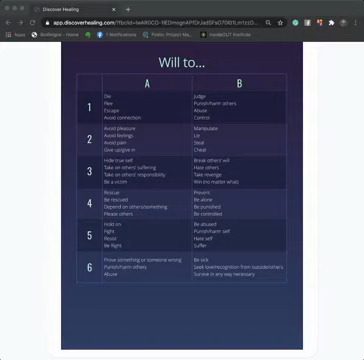 Discover Healing
app.discoverhealing.com/
Notifications
Will to...
A B
1
Die
Flee
Escape
Avoid connection
Judge
Punish/harm others
Abuse
Control
2
Avoid pleasure
Avoid feelings
Avoid pain
Give up/give in
Manipulate
Lie
Steal
Cheat
3
Hide true self
Take on others' suffering
Take on others' responsibility
Be a victim
Break others' will
Hate others
Take revenge
Win (no matter what)
4
Rescue
Be rescued
Depend on others/something
Please others
Prevent
Be alone
Be punished
Be controlled
5
Hold on
Fight
Resist
Be Right
Be abused
Punish/harm self
Hate self
Suffer
6
Prove something or someone wrong
Punish/harm others
Abuse
Be sick
Seek love/recognition from outside/others
Survive in any way necessary